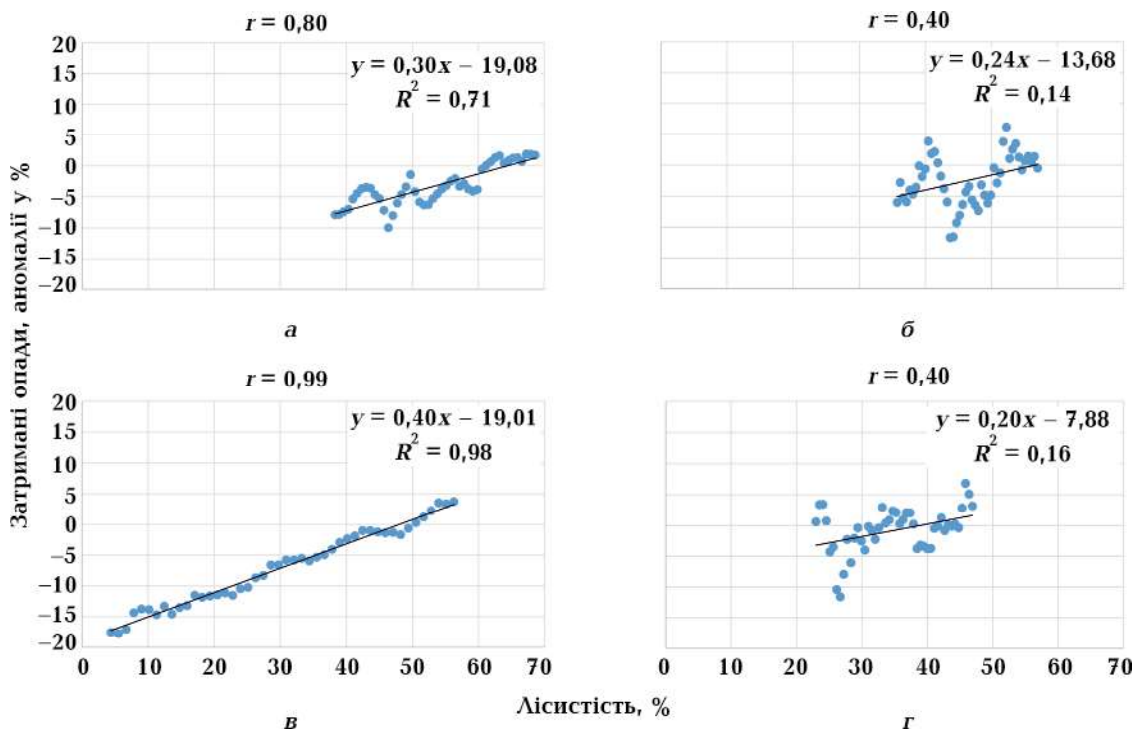 r = 0,80
r = 0,40
Затримані опади, аномалії у %
20
15
10
5
0
−5
−10
−15
−20
y = 0,30x − 19,08
R² = 0,71
y = 0,24x − 13,68
R² = 0,14
а
б
r = 0,99
r = 0,40
20
15
10
5
0
−5
−10
−15
−20
y = 0,40x − 19,01
R² = 0,98
y = 0,20x − 7,88
R² = 0,16
0 10 20 30 40 50 60 70
0 10 20 30 40 50 60 70
Лісистість, %
в
г